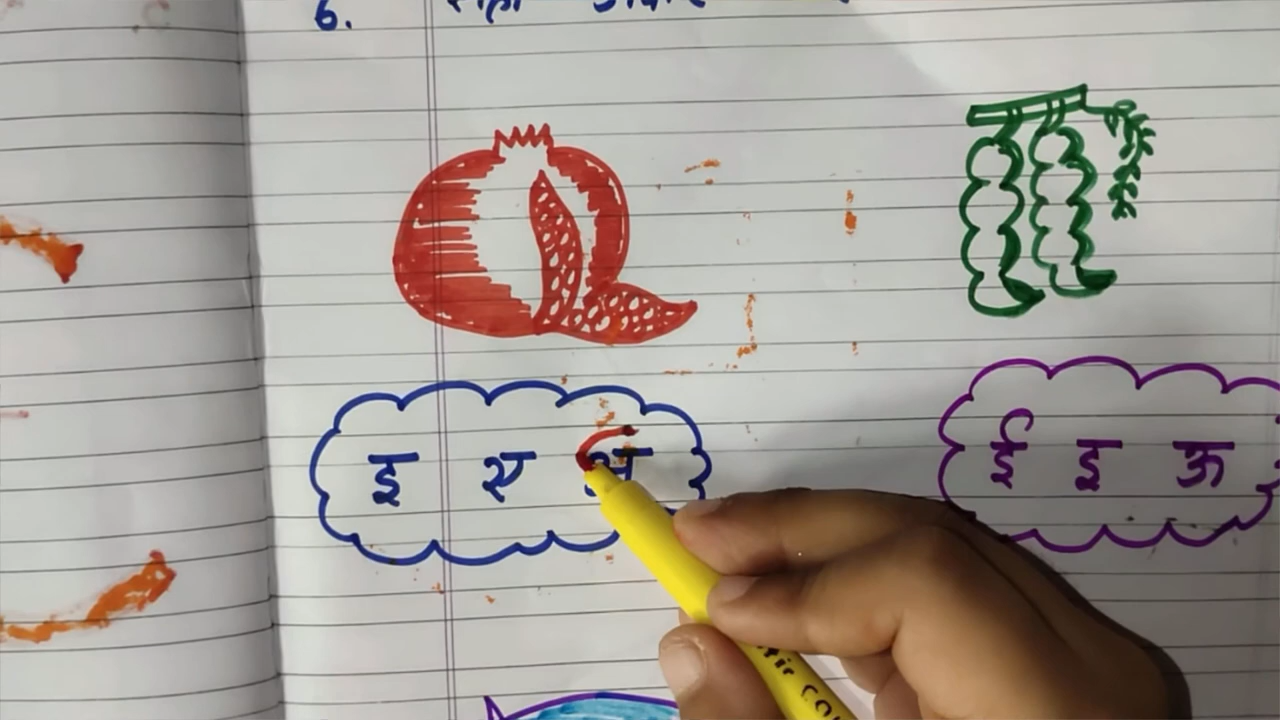 6.
इ ए अ
ई इ ऊ